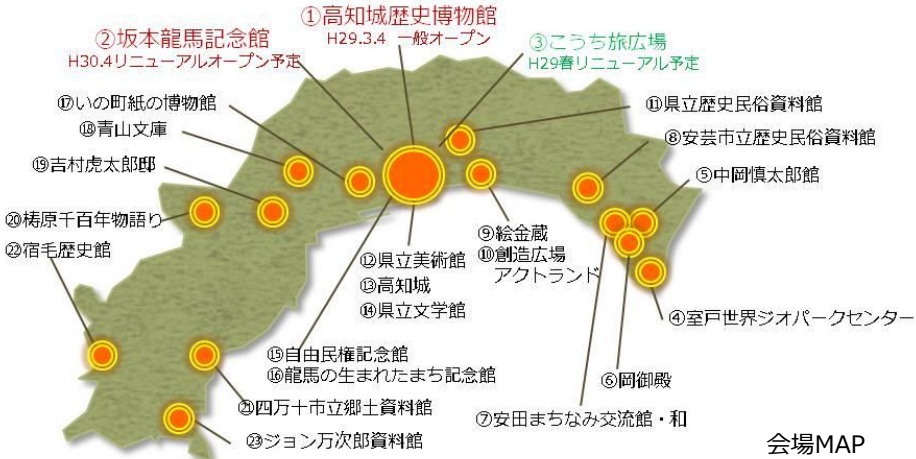 ①高知城歴史博物館
H29.3.4 一般オープン
②坂本龍馬記念館
H30.4リニューアルオープン予定
③こうち旅広場
H29春リニューアル予定
⑰いの町紙の博物館
⑱青山文庫
⑲吉村虎太郎邸
⑳梼原千百年物語り
㉒宿毛歴史館
⑪県立歴史民俗資料館
⑧安芸市立歴史民俗資料館
⑤中岡慎太郎館
⑨絵金蔵
⑩創造広場
アクトランド
⑫県立美術館
⑬高知城
⑭県立文学館
④室戸世界ジオパークセンター
⑮自由民権記念館
⑯龍馬の生まれたまち記念館
⑥岡御殿
㉑四万十市立郷土資料館
⑦安田まちなみ交流館・和
㉓ジョン万次郎資料館
会場MAP